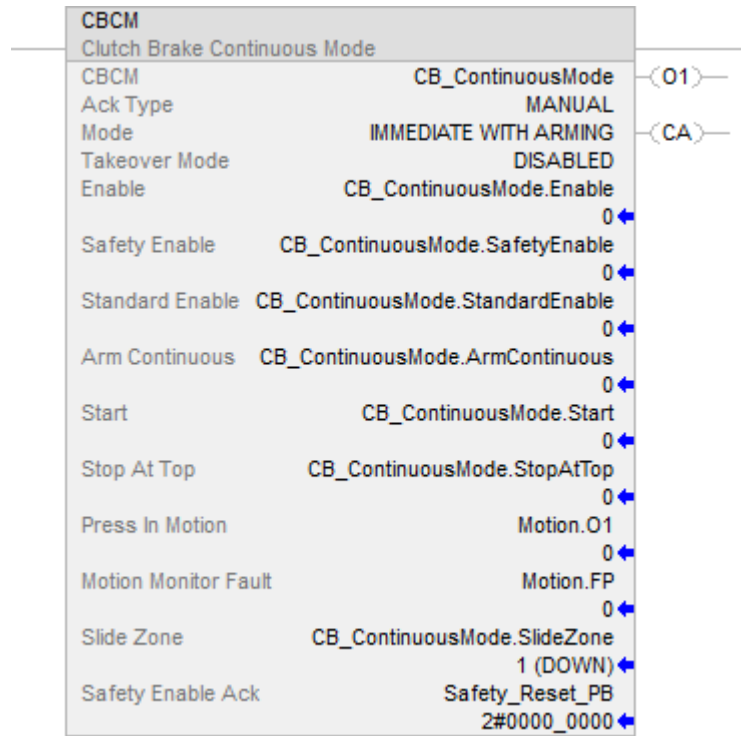 CBCM
Clutch Brake Continuous Mode
CBCM CB_ContinuousMode O1
Ack Type MANUAL
Mode IMMEDIATE WITH ARMING CA
Takeover Mode DISABLED
Enable CB_ContinuousMode.Enable
0
Safety Enable CB_ContinuousMode.SafetyEnable
0
Standard Enable CB_ContinuousMode.StandardEnable
0
Arm Continuous CB_ContinuousMode.ArmContinuous
0
Start CB_ContinuousMode.Start
0
Stop At Top CB_ContinuousMode.StopAtTop
0
Press In Motion Motion.O1
0
Motion Monitor Fault Motion.FP
0
Slide Zone CB_ContinuousMode.SlideZone
1 (DOWN)
Safety Enable Ack Safety_Reset_PB
2#0000_0000